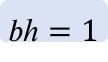 bh = 1